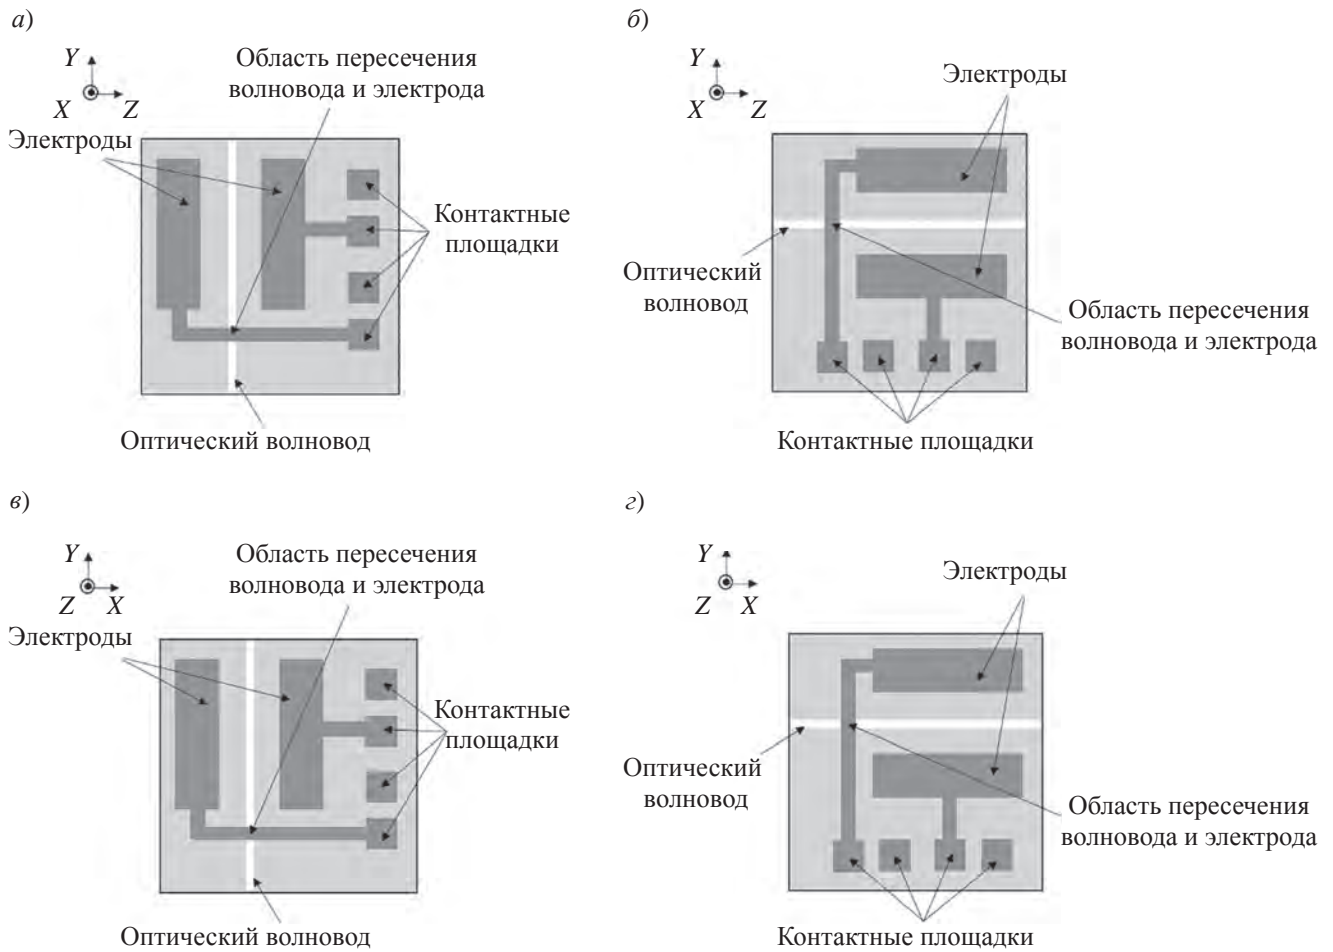 а)
Y
X
Z
Область пересечения
волновода и электрода
Электроды
Контактные
площадки
Оптический волновод
б)
Y
X
Z
Электроды
Оптический
волновод
Область пересечения
волновода и электрода
Контактные площадки
в)
Y
Z
X
Область пересечения
волновода и электрода
Электроды
Контактные
площадки
Оптический волновод
г)
Y
Z
X
Электроды
Оптический
волновод
Область пересечения
волновода и электрода
Контактные площадки